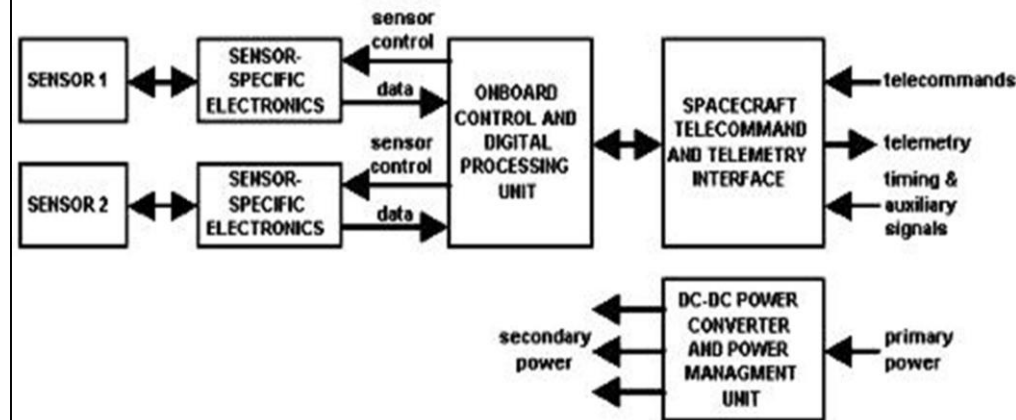 SENSOR 1
SENSOR-
SPECIFIC
ELECTRONICS
sensor
control
data
ONBOARD
CONTROL AND
DIGITAL
PROCESSING
UNIT
SPACECRAFT
TELECOMMAND
AND TELEMETRY
INTERFACE
telecommands
telemetry
timing &
auxiliary
signals
SENSOR 2
SENSOR-
SPECIFIC
ELECTRONICS
sensor
control
data
secondary
power
DC-DC POWER
CONVERTER
AND POWER
MANAGMENT
UNIT
primary
power